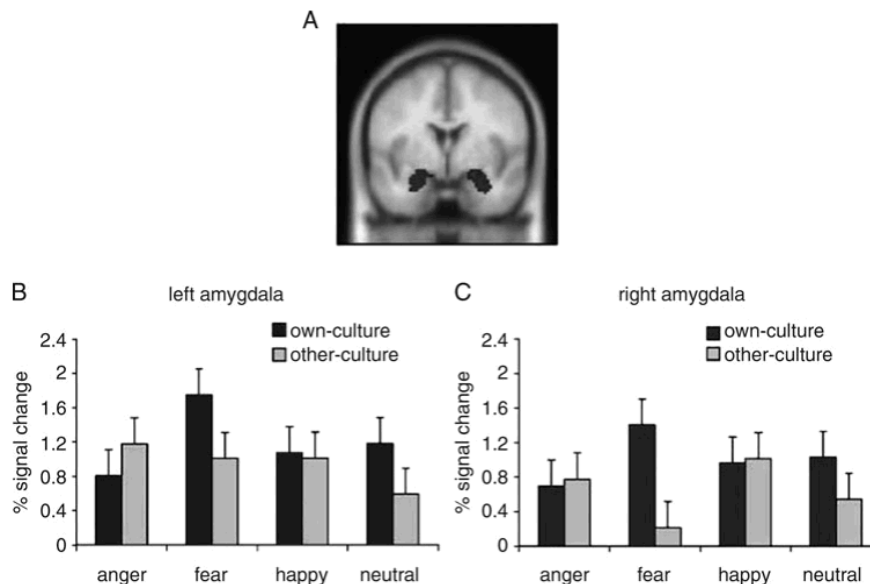 A
B
left amygdala
own-culture
other-culture
% signal change
2.4
2
1.6
1.2
0.8
0.4
0
anger fear happy neutral
C
right amygdala
own-culture
other-culture
% signal change
2.4
2
1.6
1.2
0.8
0.4
0
anger fear happy neutral